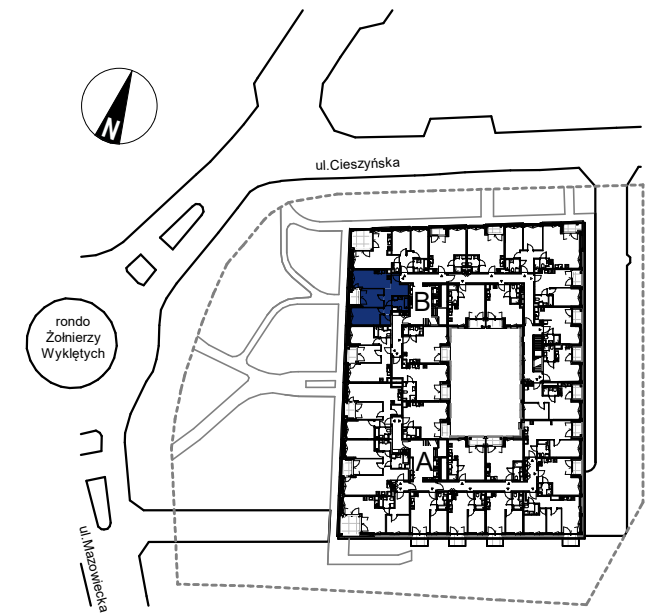 N
ul.Cieszyńska
B
rondo
Żołnierzy
Wyklętych
A
ul.Mazowiecka